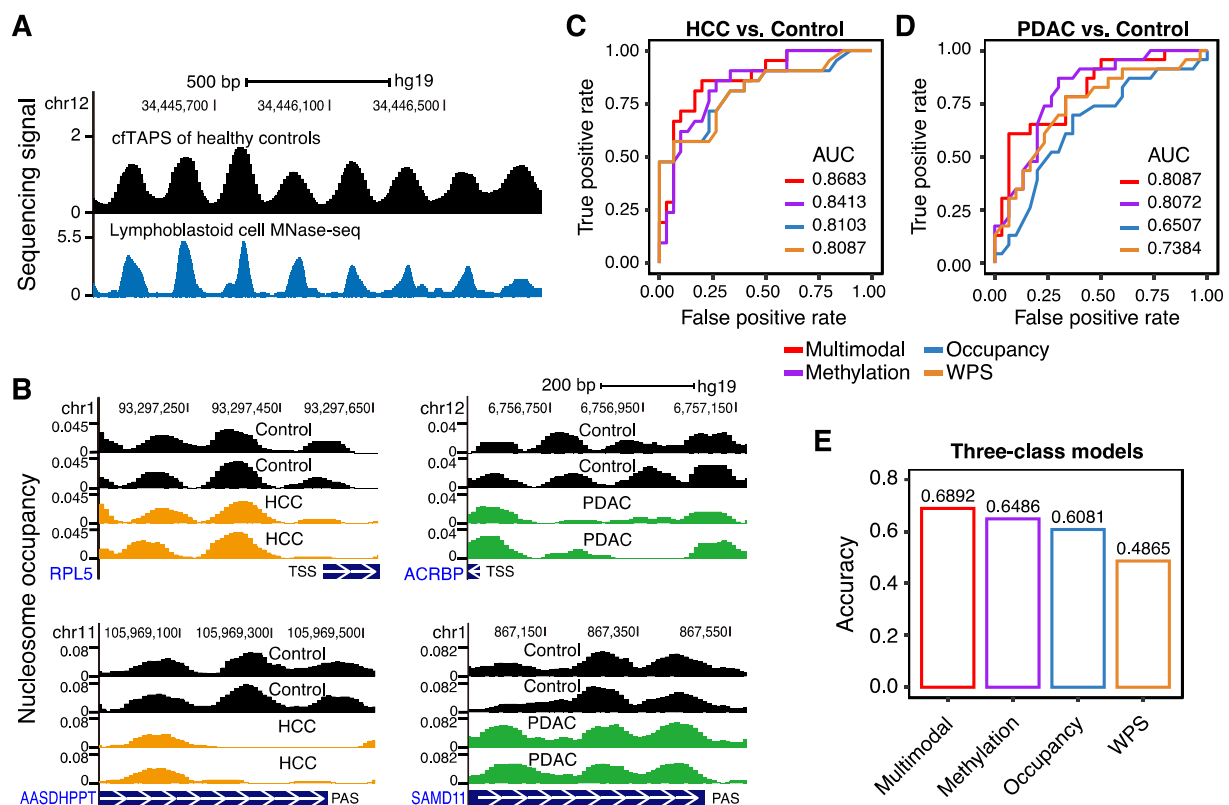 A
500 bp hg19
chr12 34,445,700 34,446,100 34,446,500
Sequencing signal
2
cfTAPS of healthy controls
0
5.5
Lymphoblastoid cell MNase-seq
0
B
Nucleosome occupancy
chr1 93,297,250 93,297,450 93,297,650
0.045
Control
0
0.045
Control
0
0.045
HCC
0
0.045
HCC
0
RPL5 TSS
200 bp hg19
chr12 6,756,750 6,756,950 6,757,150
0.04
Control
0
0.04
Control
0
0.04
PDAC
0
0.04
PDAC
0
ACRBP TSS
chr11 105,969,100 105,969,300 105,969,500
0.08
Control
0
0.08
Control
0
0.08
HCC
0
0.08
HCC
0
AASDHPPT PAS
chr1 867,150 867,350 867,550
0.082
Control
0
0.082
Control
0
0.082
PDAC
0
0.082
PDAC
0
SAMD11 PAS
C
HCC vs. Control
True positive rate
1.00
0.75
0.50
0.25
0.00
AUC
0.8683
0.8413
0.8103
0.8087
0.00 0.25 0.50 0.75 1.00
False positive rate
D
PDAC vs. Control
True positive rate
1.00
0.75
0.50
0.25
0.00
AUC
0.8087
0.8072
0.6507
0.7384
0.00 0.25 0.50 0.75 1.00
False positive rate
Multimodal Occupancy
Methylation WPS
E
Three-class models
Accuracy
0.8
0.6
0.4
0.2
0.0
0.6892
0.6486
0.6081
0.4865
Multimodal
Methylation
Occupancy
WPS